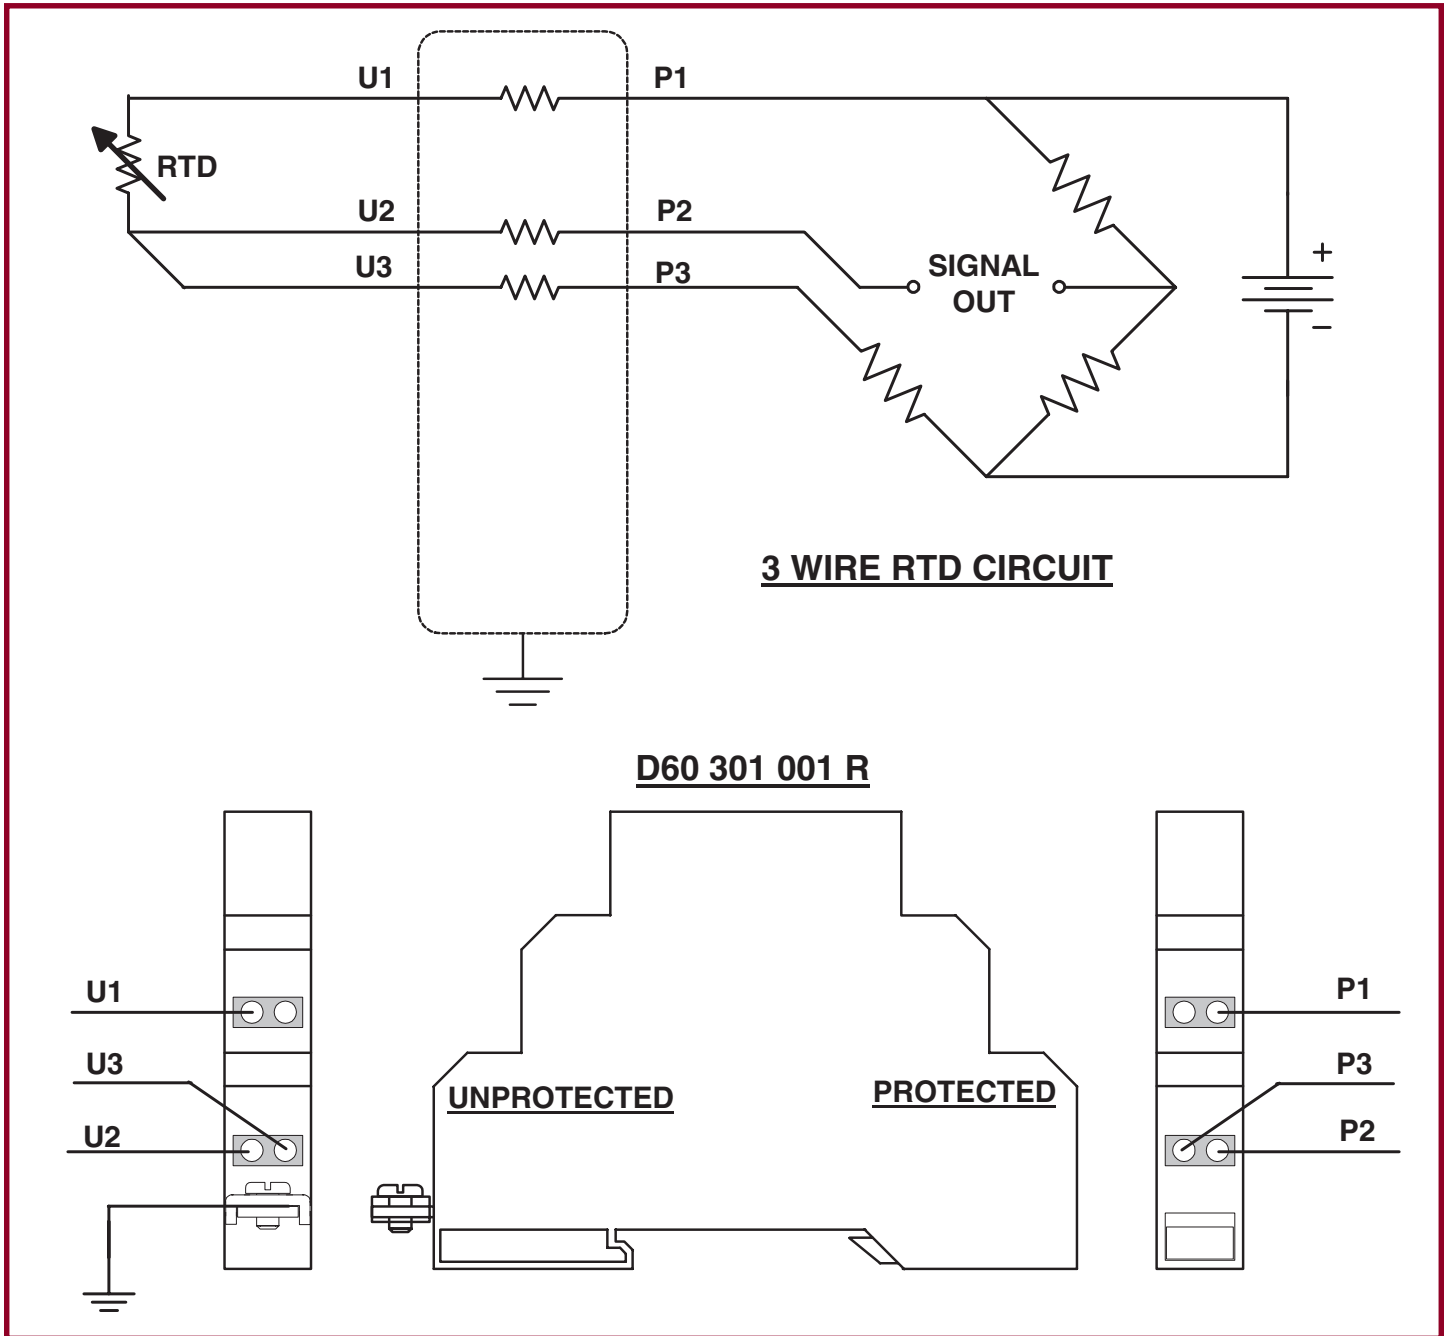 U1
P1
RTD
U2
P2
U3
P3
SIGNAL
OUT
+
−
3 WIRE RTD CIRCUIT
D60 301 001 R
U1
P1
U3
P3
UNPROTECTED
PROTECTED
U2
P2